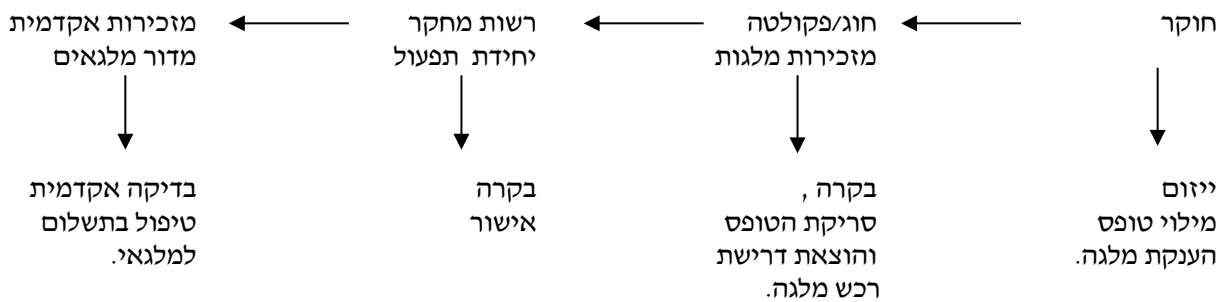 חוקר
חוג/פקולטה
מזכירות מלגות
רשות מחקר
יחידת תפעול
מזכירות אקדמית
מדור מלגאים
ייזום
מילוי טופס
הענקת מלגה.
בקרה ,
סריקת הטופס
והוצאת דרישת
רכש מלגה.
בקרה
אישור
בדיקה אקדמית
טיפול בתשלום
למלגאי.